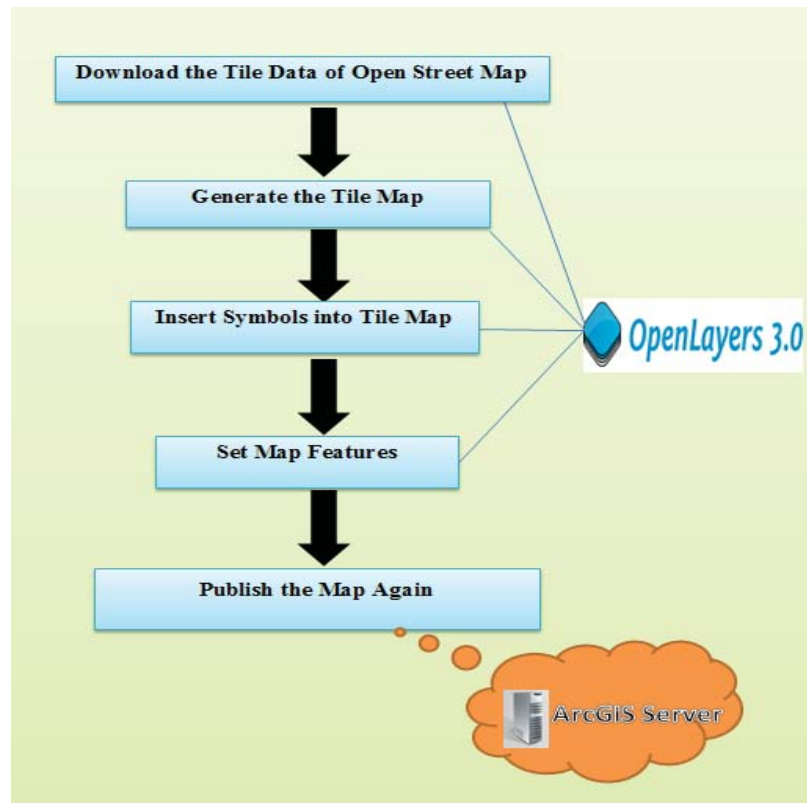 Download the Tile Data of Open Street Map
Generate the Tile Map
Insert Symbols into Tile Map
OpenLayers 3.0
Set Map Features
Publish the Map Again
ArcGIS Server